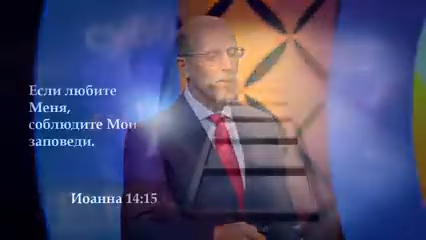 Если любите
Меня,
соблюдите Мои
заповеди.
Иоанна 14:15